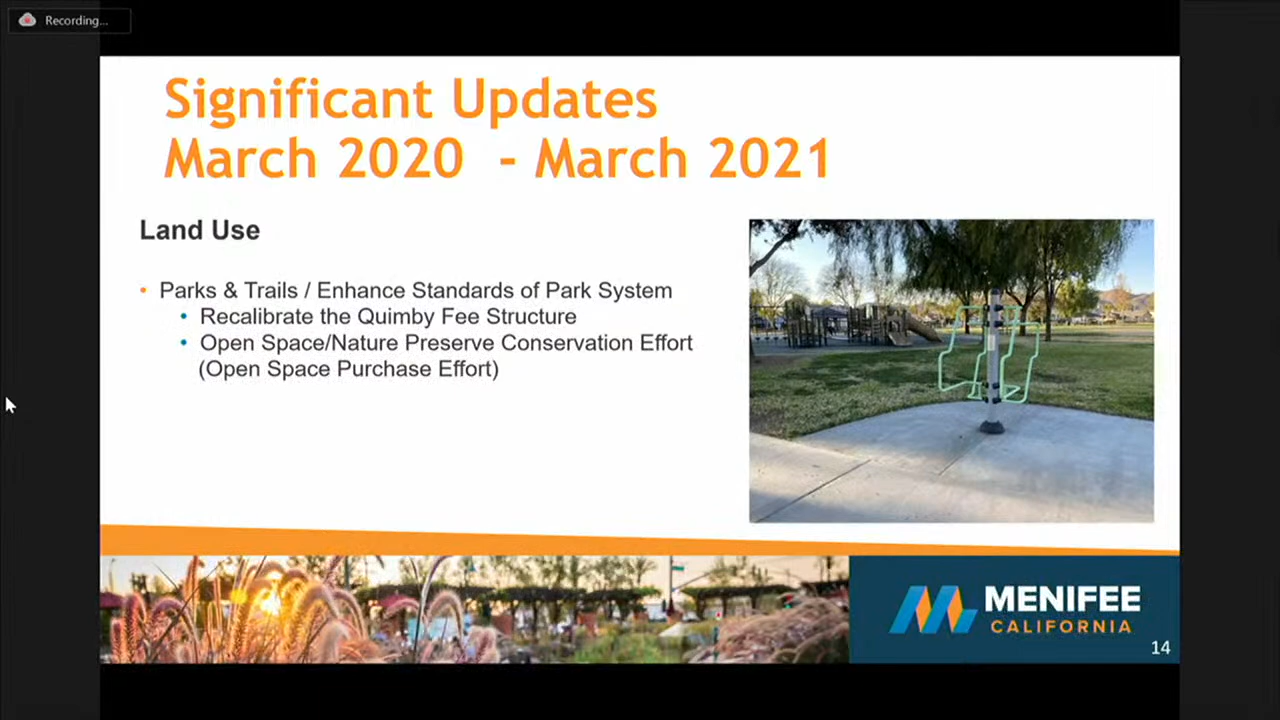 Recording...
Significant Updates
March 2020 - March 2021
Land Use
• Parks & Trails / Enhance Standards of Park System
• Recalibrate the Quimby Fee Structure
• Open Space/Nature Preserve Conservation Effort
(Open Space Purchase Effort)
MENIFEE
CALIFORNIA
14